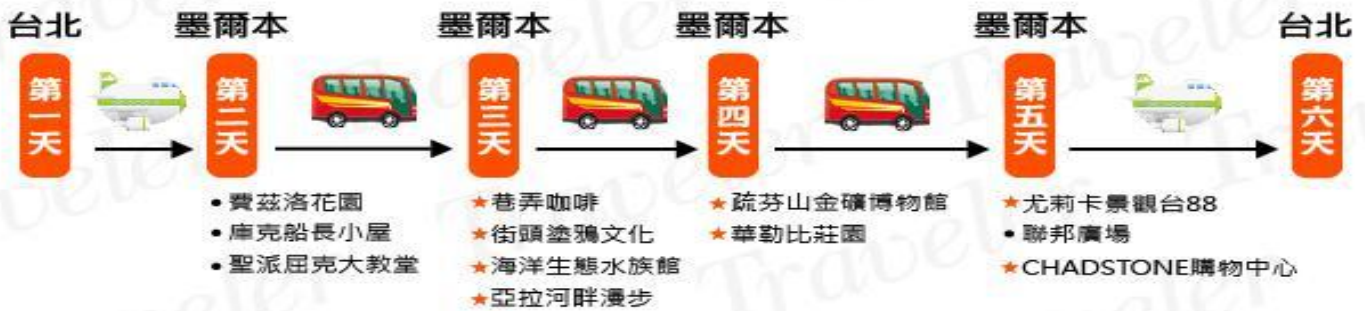 台北
墨爾本
墨爾本
墨爾本
墨爾本
台北
第一天
第二天
第三天
第四天
第五天
第六天
•費茲洛花園
•庫克船長小屋
•聖派屈克大教堂
★巷弄咖啡
★街頭塗鴉文化
★海洋生態水族館
★亞拉河畔漫步
★疏芬山金礦博物館
★華勒比莊園
★尤莉卡景觀台88
•聯邦廣場
★CHADSTONE購物中心
Traveler